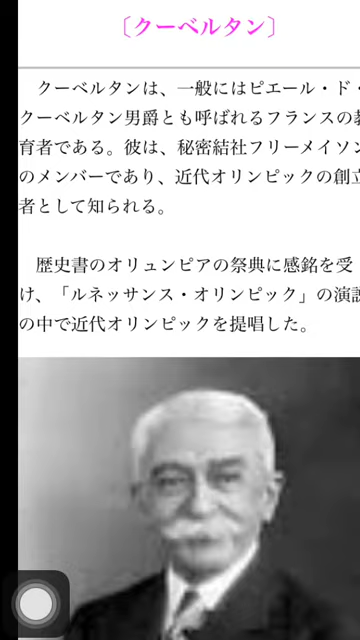 〔クーベルタン〕
クーベルタンは、一般にはピエール・ド・
クーベルタン男爵とも呼ばれるフランスの教
育者である。彼は、秘密結社フリーメイソン
のメンバーであり、近代オリンピックの創立
者として知られる。
歴史書のオリュンピアの祭典に感銘を受
け、「ルネッサンス・オリンピック」の演説
の中で近代オリンピックを提唱した。